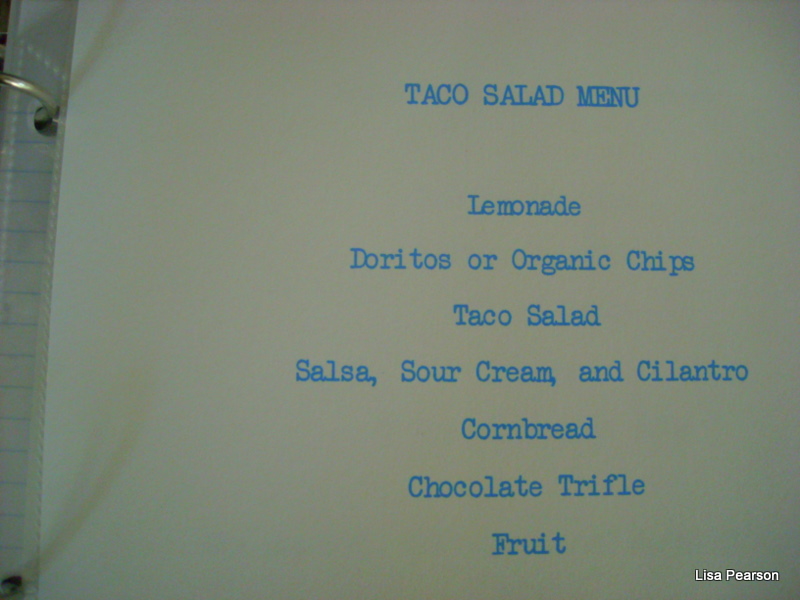 TACO SALAD MENU
Lemonade
Doritos or Organic Chips
Taco Salad
Salsa, Sour Cream, and Cilantro
Cornbread
Chocolate Trifle
Fruit
Lisa Pearson